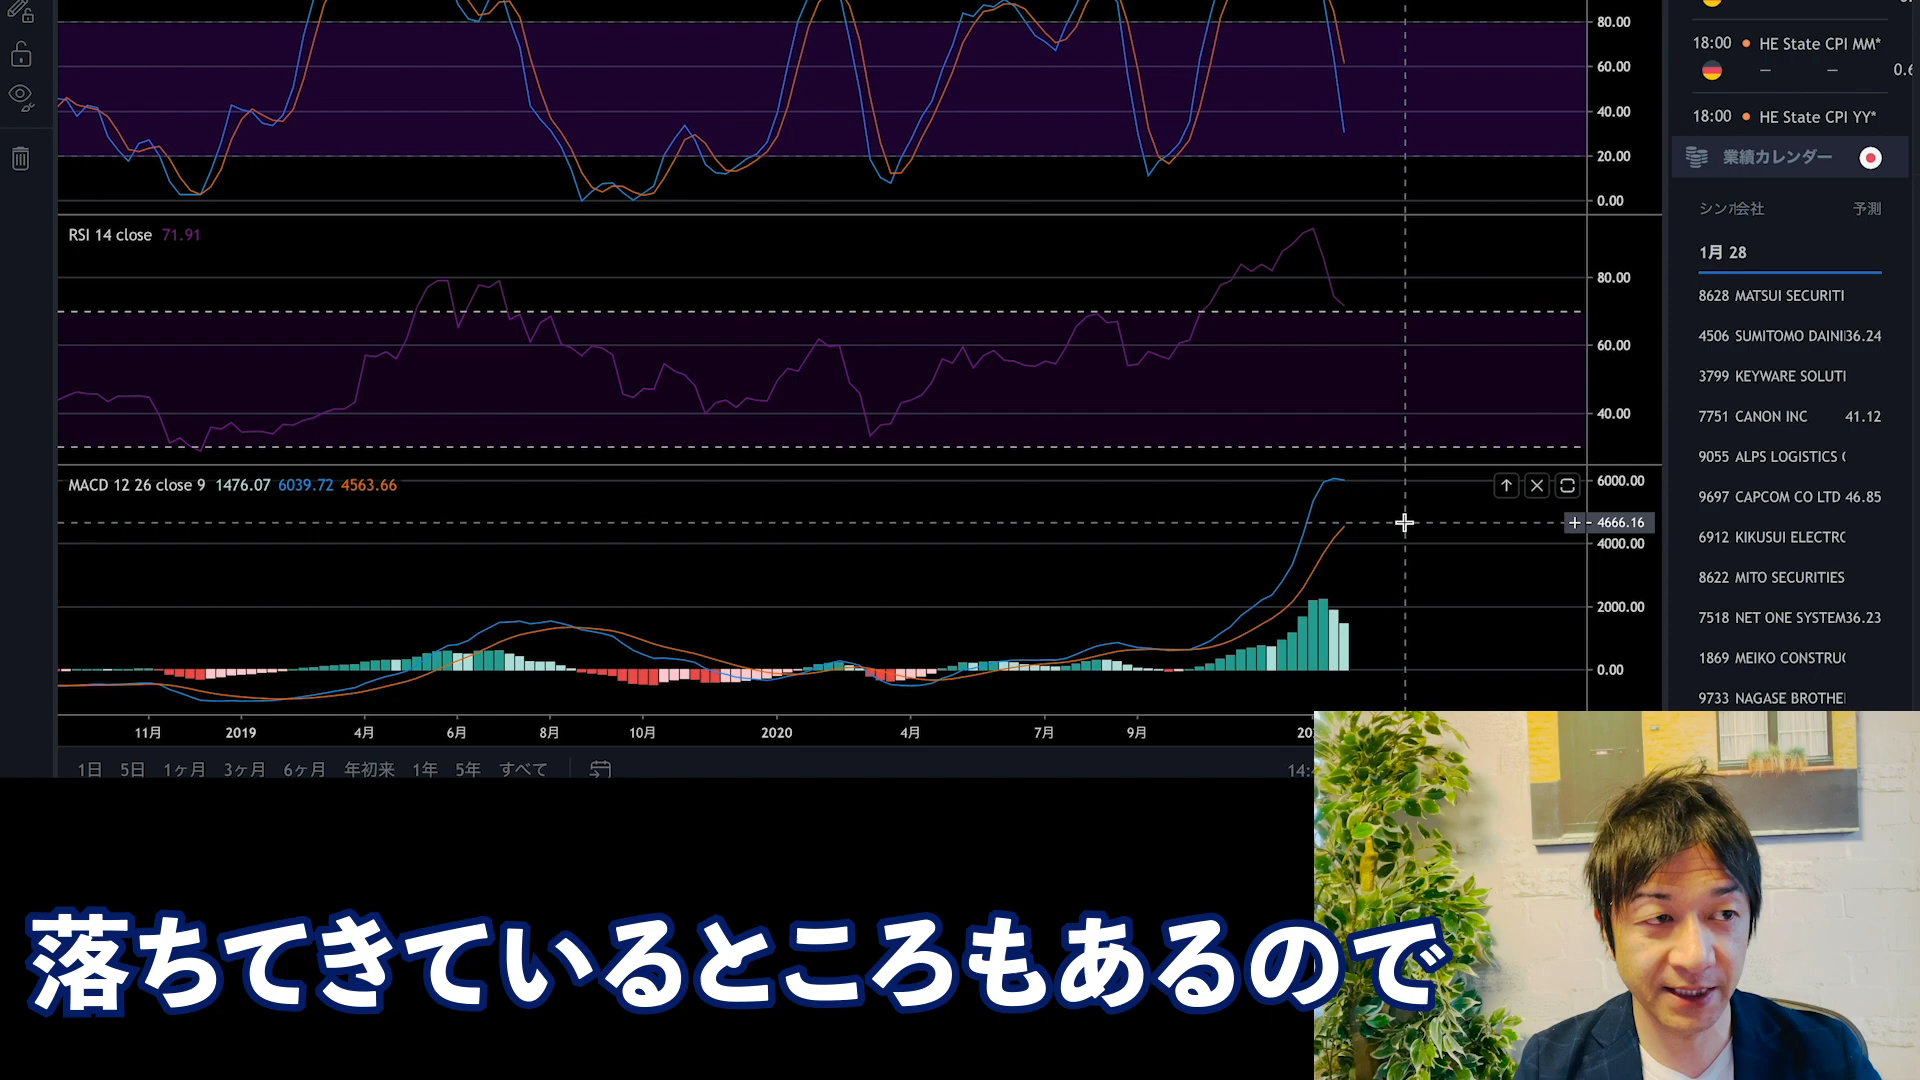 80.00
60.00
40.00
20.00
0.00
RSI 14 close 71.91
80.00
60.00
40.00
MACD 12 26 close 9 1476.07 6039.72 4563.66
6000.00
4666.16
4000.00
2000.00
0.00
11月 2019 4月 6月 8月 10月 2020 4月 7月 9月
1日 5日 1ヶ月 3ヶ月 6ヶ月 年初来 1年 5年 すべて
18:00 HE State CPI MM*
— —
18:00 HE State CPI YY*
業績カレンダー
会社 予測
1月 28
8628 MATSUI SECURITI
4506 SUMITOMO DAINI 36.24
3799 KEYWARE SOLUTI
7751 CANON INC 41.12
9055 ALPS LOGISTICS
9697 CAPCOM CO LTD 46.85
6912 KIKUSUI ELECTRO
8622 MITO SECURITIES
7518 NET ONE SYSTEM 36.23
1869 MEIKO CONSTRU
9733 NAGASE BROTHE
落ちてきているところもあるので